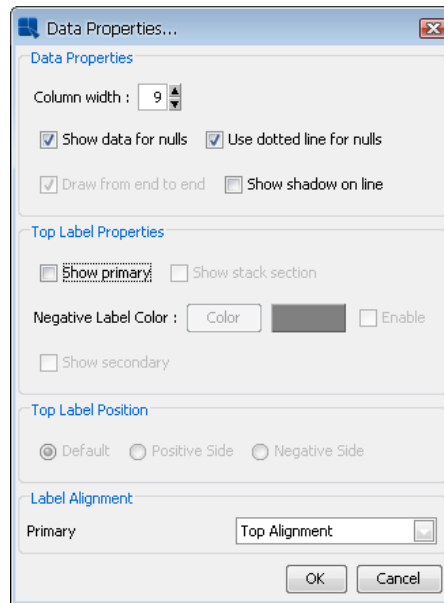 Data Properties...
Data Properties
Column width : 9
Show data for nulls Use dotted line for nulls
Draw from end to end Show shadow on line
Top Label Properties
Show primary Show stack section
Negative Label Color : Color Enable
Show secondary
Top Label Position
Default Positive Side Negative Side
Label Alignment
Primary Top Alignment
OK Cancel